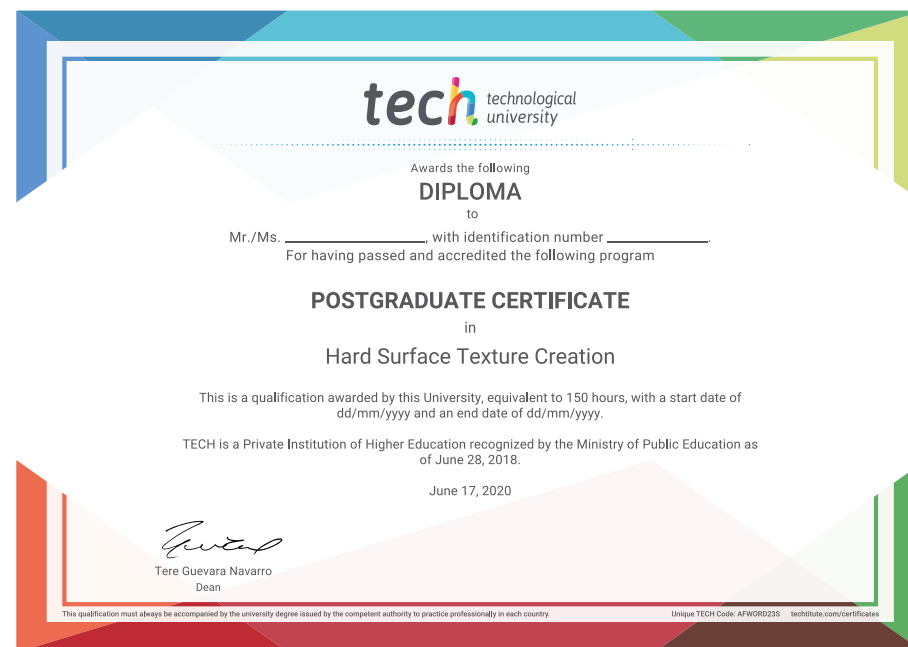 tech technological
university
Awards the following
DIPLOMA
to
Mr./Ms. ____________________, with identification number ______________.
For having passed and accredited the following program
POSTGRADUATE CERTIFICATE
in
Hard Surface Texture Creation
This is a qualification awarded by this University, equivalent to 150 hours, with a start date of
dd/mm/yyyy and an end date of dd/mm/yyyy.
TECH is a Private Institution of Higher Education recognized by the Ministry of Public Education as
of June 28, 2018.
June 17, 2020
Tere Guevara Navarro
Dean
This qualification must always be accompanied by the university degree issued by the competent authority to practice professionally in each country. Unique TECH Code: AFWORD23S techtitute.com/certificates